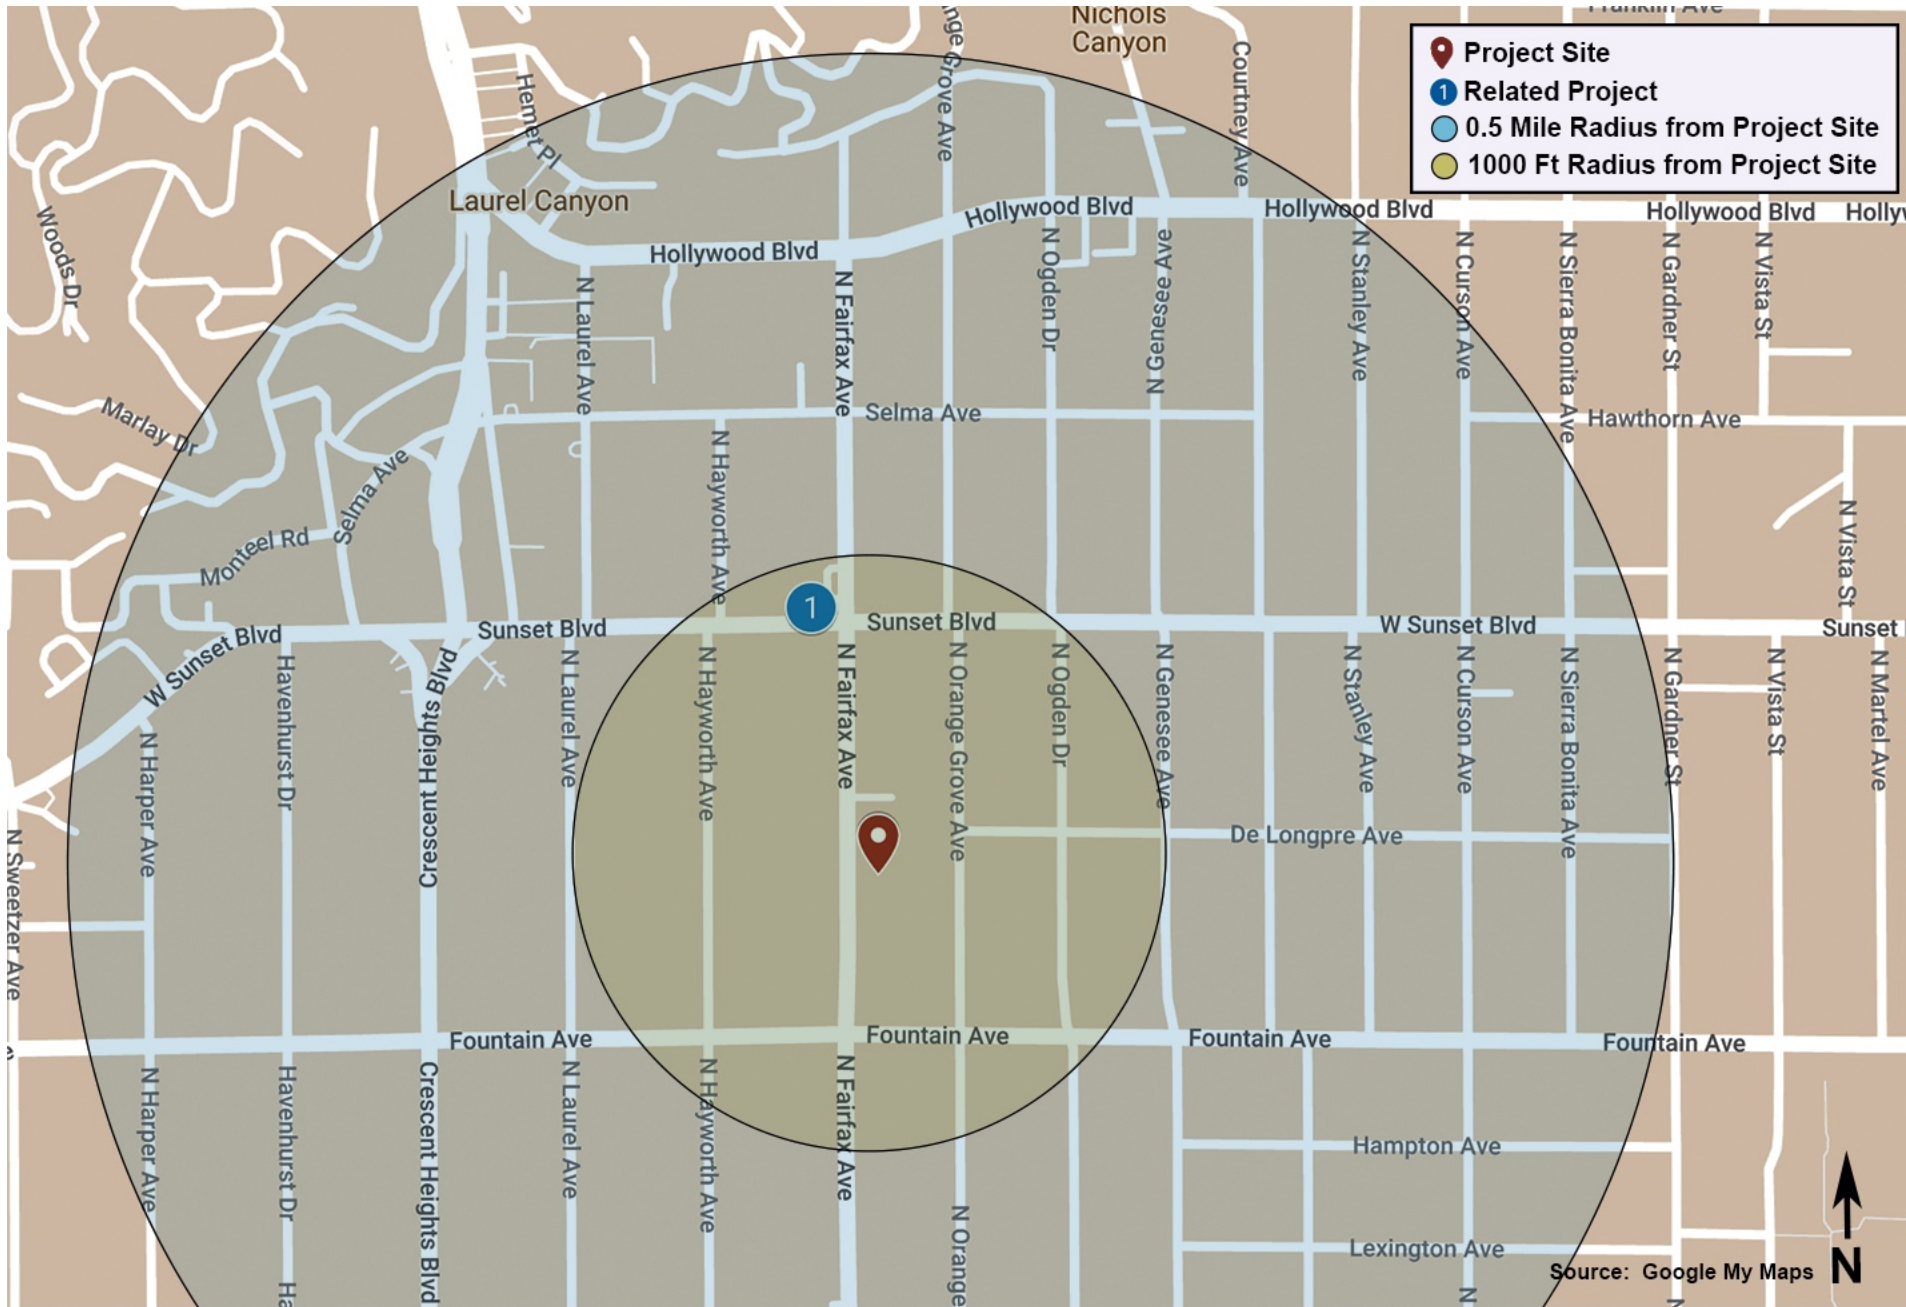 Franklin Ave
Nichols
Canyon
Grove Ave
Courtney Ave
Hemet Pl
Laurel Canyon
Project Site
1 Related Project
0.5 Mile Radius from Project Site
1000 Ft Radius from Project Site
Woods Dr
Hollywood Blvd
Hollywood Blvd
Hollywood Blvd
Hollywood Blvd
N Laurel Ave
N Fairfax Ave
N Ogden Dr
N Genesee Ave
N Stanley Ave
N Curson Ave
N Sierra Bonita Ave
N Gardner St
N Vista St
Marlay Dr
Selma Ave
Selma Ave
Hawthorn Ave
N Hayworth Ave
Monteel Rd
N Vista St
1
W Sunset Blvd
Sunset Blvd
Sunset Blvd
W Sunset Blvd
Sunset
N Harper Ave
Havenhurst Dr
Crescent Heights Blvd
N Laurel Ave
N Hayworth Ave
N Fairfax Ave
N Orange Grove Ave
N Ogden Dr
N Genesee Ave
N Stanley Ave
N Curson Ave
N Sierra Bonita Ave
N Gardner St
N Vista St
N Martel Ave
De Longpre Ave
N Sweetzer Ave
Fountain Ave
Fountain Ave
Fountain Ave
Fountain Ave
N Harper Ave
Havenhurst Dr
Crescent Heights Blvd
N Laurel Ave
N Hayworth Ave
N Fairfax Ave
N Orange
Hampton Ave
Lexington Ave
Ha
N
N
Source: Google My Maps
N